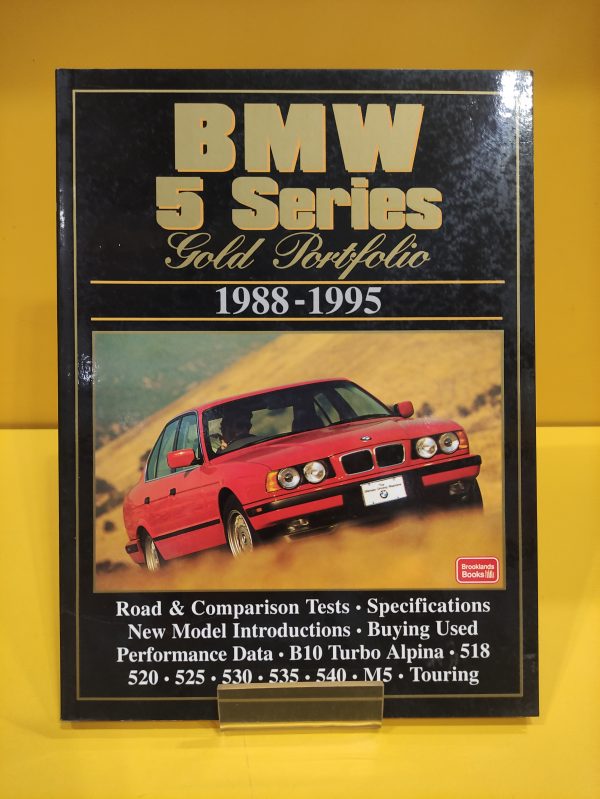 BMW
5 Series
Gold Portfolio
1988-1995
Brooklands
Books
Road & Comparison Tests · Specifications
New Model Introductions · Buying Used
Performance Data · B10 Turbo Alpina · 518
520 · 525 · 530 · 535 · 540 · M5 · Touring